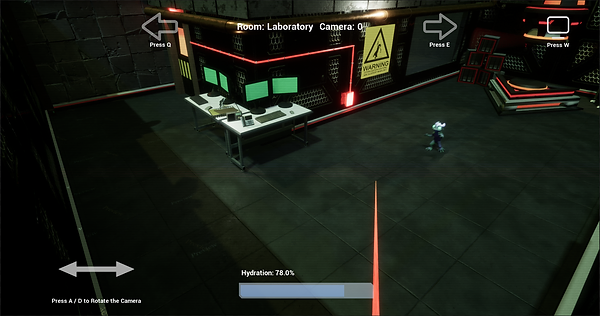 Room: Laboratory Camera: 0
Press Q
Press E
Press W
WARNING
Hydration: 78.0%
Press A / D to Rotate the Camera